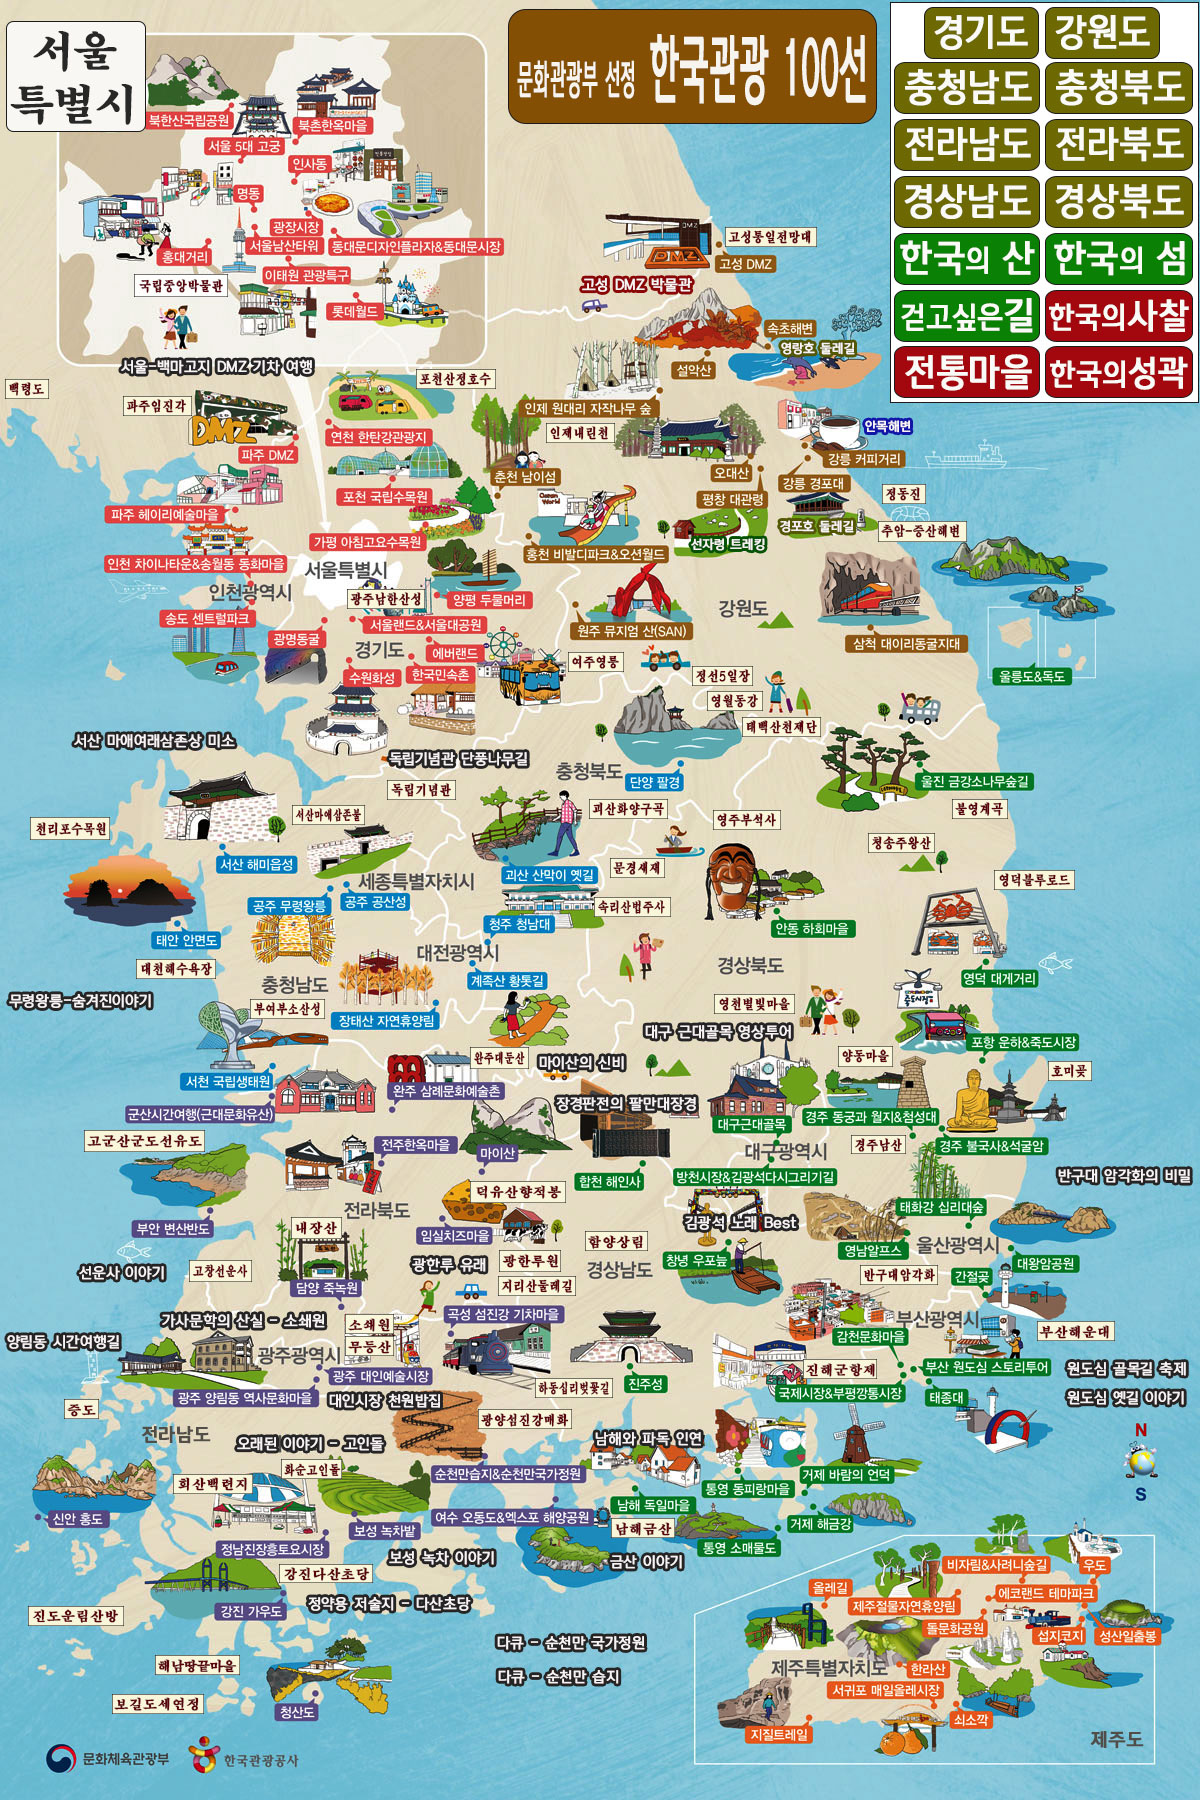 서울
특별시
문화관광부 선정 한국관광 100선
경기도
강원도
충청남도
충청북도
전라남도
전라북도
경상남도
경상북도
한국의 산
한국의 섬
걷고싶은길
한국의사찰
전통마을
한국의성곽
북한산국립공원
북촌한옥마을
서울 5대 고궁
인사동
명동
광장시장
서울남산타워
동대문디자인플라자&동대문시장
홍대거리
이태원 관광특구
국립중앙박물관
롯데월드
서울-백마고지 DMZ 기차 여행
DMZ
고성통일전망대
고성 DMZ
DMZ
고성 DMZ 박물관
속초해변
영랑호 둘레길
설악산
백령도
파주임진각
DMZ
파주 DMZ
포천산정호수
연천 한탄강관광지
인제 원대리 자작나무 숲
인제내린천
안목해변
강릉 커피거리
오대산
강릉 경포대
춘천 남이섬
포천 국립수목원
평창 대관령
경포호 둘레길
정동진
추암-증산해변
파주 헤이리예술마을
Ocean
World
선자령 트레킹
가평 아침고요수목원
홍천 비발디파크&오션월드
인천 차이나타운&송월동 동화마을
서울특별시
인천광역시
광주남한산성
양평 두물머리
강원도
송도 센트럴파크
서울랜드&서울대공원
원주 뮤지엄 산(SAN)
광명동굴
경기도
에버랜드
삼척 대이리동굴지대
여주영릉
수원화성
한국민속촌
정선5일장
울릉도&독도
영월동강
태백산천제단
서산 마애여래삼존상 미소
독립기념관 단풍나무길
충청북도
단양 팔경
울진 금강소나무숲길
독립기념관
불영계곡
서산마애삼존불
괴산화양구곡
영주부석사
천리포수목원
청송주왕산
서산 해미읍성
문경새재
괴산 산막이 옛길
세종특별자치시
영덕블루로드
공주 무령왕릉
공주 공산성
속리산법주사
청주 청남대
안동 하회마을
태안 안면도
대전광역시
대천해수욕장
경상북도
영덕 대게거리
계족산 황톳길
충청남도
무령왕릉-숨겨진이야기
부여부소산성
영천별빛마을
죽도시장
장태산 자연휴양림
대구 근대골목 영상투어
포항 운하&죽도시장
완주대둔산
마이산의 신비
양동마을
호미곶
서천 국립생태원
완주 삼례문화예술촌
장경판전의 팔만대장경
군산시간여행(근대문화유산)
대구근대골목
경주 동궁과 월지&첨성대
고군산군도선유도
전주한옥마을
마이산
대구광역시
경주남산
경주 불국사&석굴암
합천 해인사
방천시장&김광석다시그리기길
반구대 암각화의 비밀
덕유산향적봉
전라북도
태화강 십리대숲
부안 변산반도
내장산
임실치즈마을
김광석 노래 Best
함양상림
영남알프스
울산광역시
선운사 이야기
고창선운사
광한루 유래
광한루원
창녕 우포늪
대왕암공원
경상남도
반구대암각화
간절곶
담양 죽녹원
지리산둘레길
가사문학의 산실 - 소쇄원
소쇄원
곡성 섬진강 기차마을
부산광역시
양림동 시간여행길
무등산
감천문화마을
부산해운대
광주광역시
부산 원도심 스토리투어
원도심 골목길 축제
광주 대인예술시장
진해군항제
광주 양림동 역사문화마을
대인시장 천원밥집
하동십리벚꽃길
진주성
국제시장&부평깡통시장
태종대
원도심 옛길 이야기
증도
광양섬진강매화
전라남도
오래된 이야기 - 고인돌
남해와 파독 인연
N
S
화순고인돌
회산백련지
순천만습지&순천만국가정원
통영 동피랑마을
거제 바람의 언덕
신안 홍도
남해 독일마을
보성 녹차밭
여수 오동도&엑스포 해양공원
거제 해금강
정남진장흥토요시장
남해금산
통영 소매물도
보성 녹차 이야기
금산 이야기
강진다산초당
강진 가우도
정약용 저술지 - 다산초당
진도운림산방
다큐 - 순천만 국가정원
해남땅끝마을
다큐 - 순천만 습지
보길도세연정
청산도
비자림&사려니숲길
우도
올레길
에코랜드 테마파크
제주절물자연휴양림
돌문화공원
섭지코지
성산일출봉
제주특별자치도
한라산
서귀포 매일올레시장
쇠소깍
지질트레일
제주도
문화체육관광부
한국관광공사